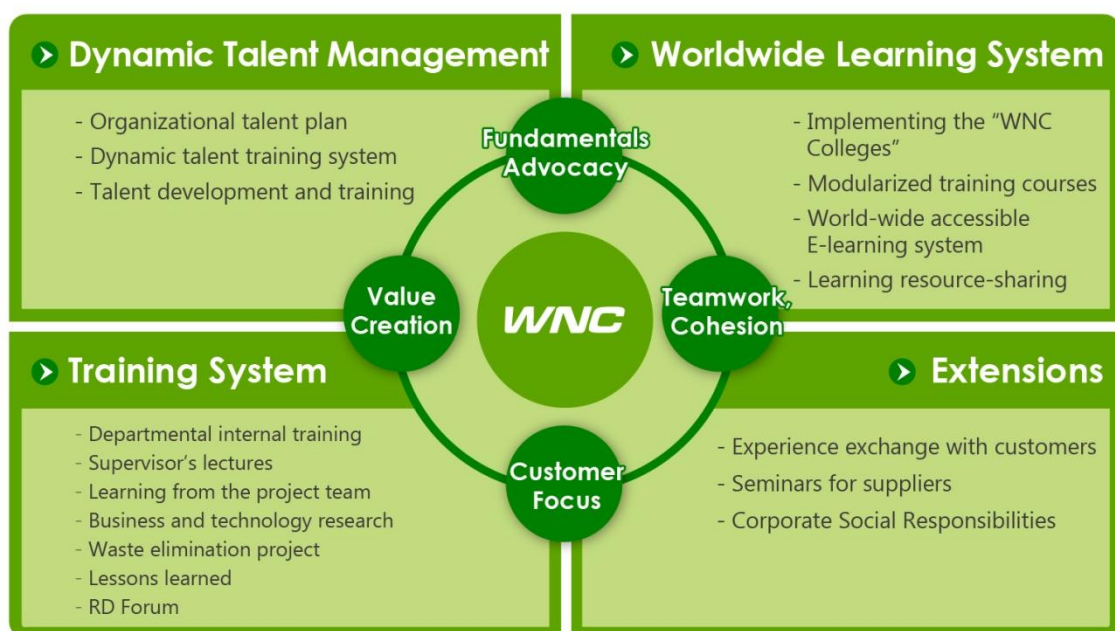 Dynamic Talent Management
- Organizational talent plan
- Dynamic talent training system
- Talent development and training
Worldwide Learning System
- Implementing the “WNC
Colleges”
- Modularized training courses
- World-wide accessible
E-learning system
- Learning resource-sharing
Fundamentals
Advocacy
Value
Creation
WNC
Teamwork,
Cohesion
Customer
Focus
Training System
- Departmental internal training
- Supervisor’s lectures
- Learning from the project team
- Business and technology research
- Waste elimination project
- Lessons learned
- RD Forum
Extensions
- Experience exchange with customers
- Seminars for suppliers
- Corporate Social Responsibilities